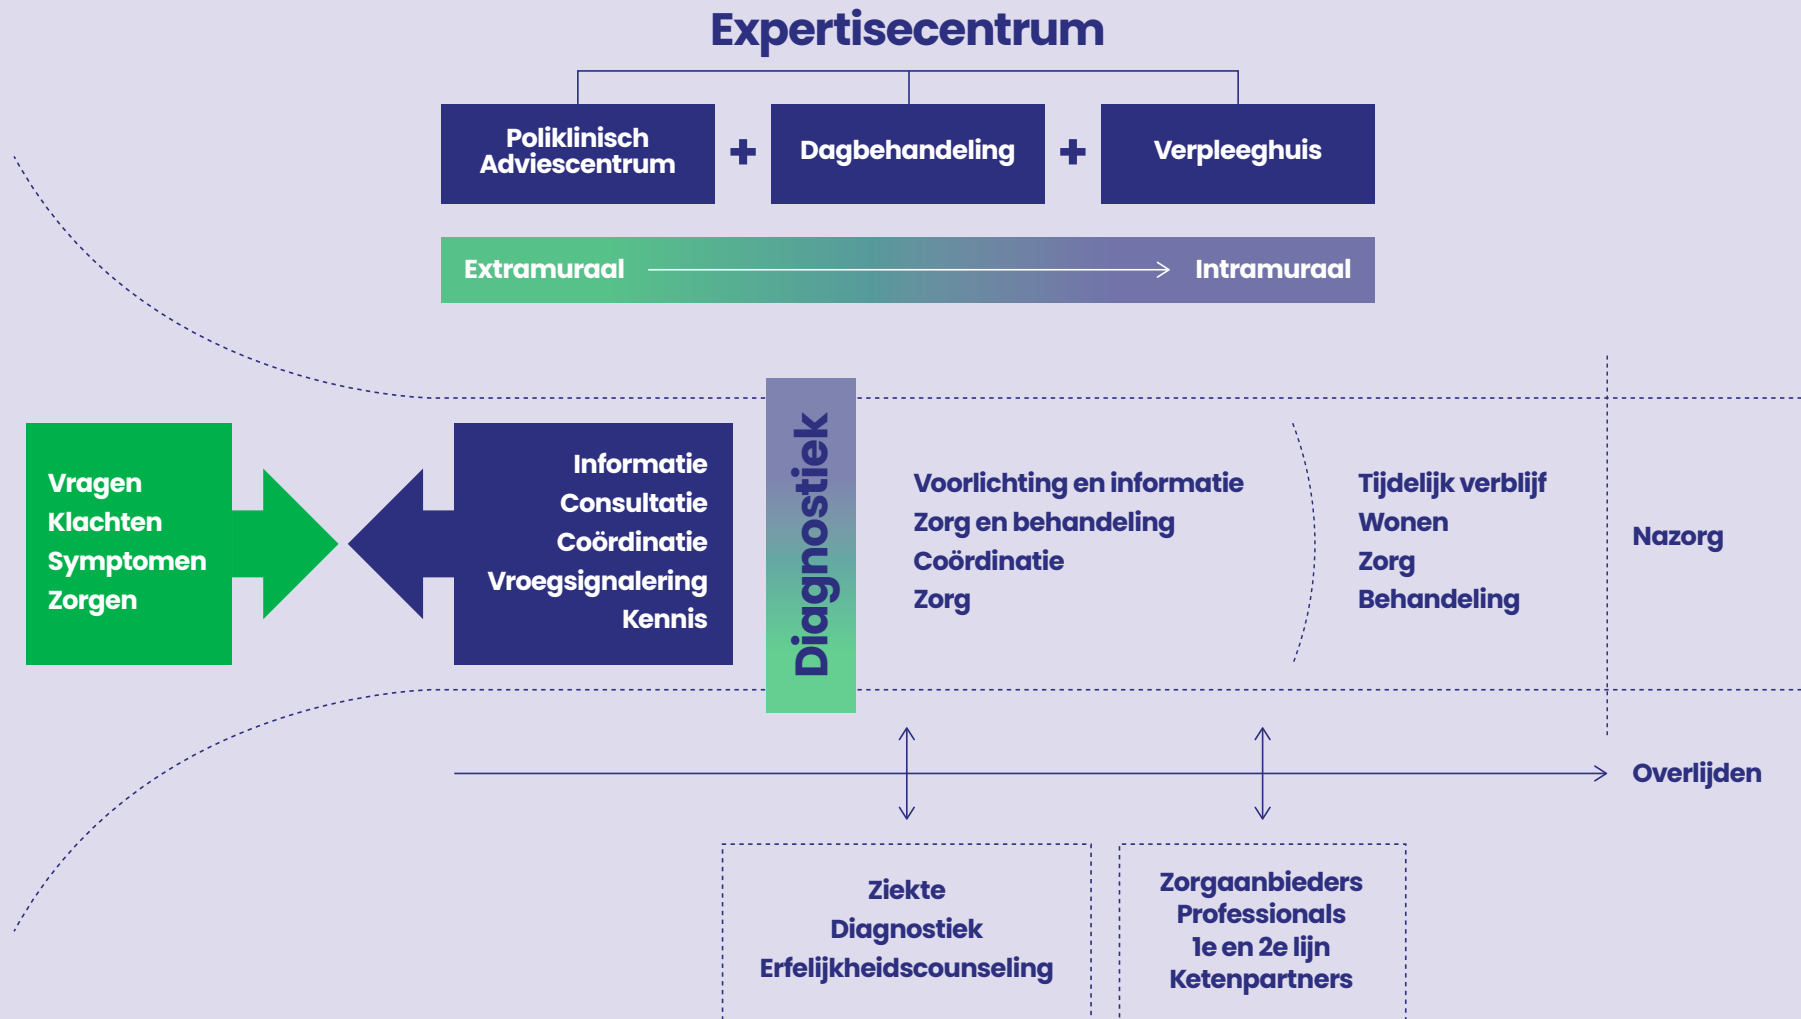 Expertisecentrum
Poliklinisch
Adviescentrum
+
Dagbehandeling
+
Verpleeghuis
Extramuraal
Intramuraal
Vragen
Klachten
Symptomen
Zorgen
Informatie
Consultatie
Coördinatie
Vroegsignalering
Kennis
Diagnostiek
Voorlichting en informatie
Zorg en behandeling
Coördinatie
Zorg
Tijdelijk verblijf
Wonen
Zorg
Behandeling
Nazorg
Overlijden
Ziekte
Diagnostiek
Erfelijkheidscounseling
Zorgaanbieders
Professionals
1e en 2e lijn
Ketenpartners